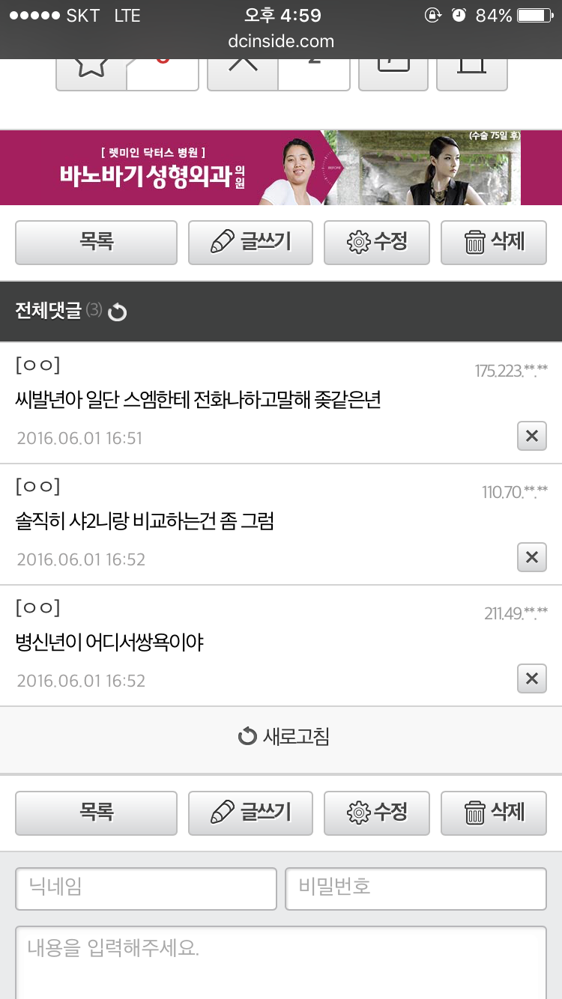 SKT LTE 오후 4:59 84%
dcinside.com
(수술 75일 후)
[ 렛미인 닥터스 병원 ]
바노바기 성형외과의원
목록 글쓰기 수정 삭제
전체댓글 (3)
[ㅇㅇ] 175.223.**.**
씨발년아 일단 스엠한테 전화나하고말해 좆같은년
2016.06.01 16:51
[ㅇㅇ] 110.70.**.**
솔직히 샤2니랑 비교하는건 좀 그럼
2016.06.01 16:52
[ㅇㅇ] 211.49.**.**
병신년이 어디서쌍욕이야
2016.06.01 16:52
새로고침
목록 글쓰기 수정 삭제
닉네임 비밀번호
내용을 입력해주세요.